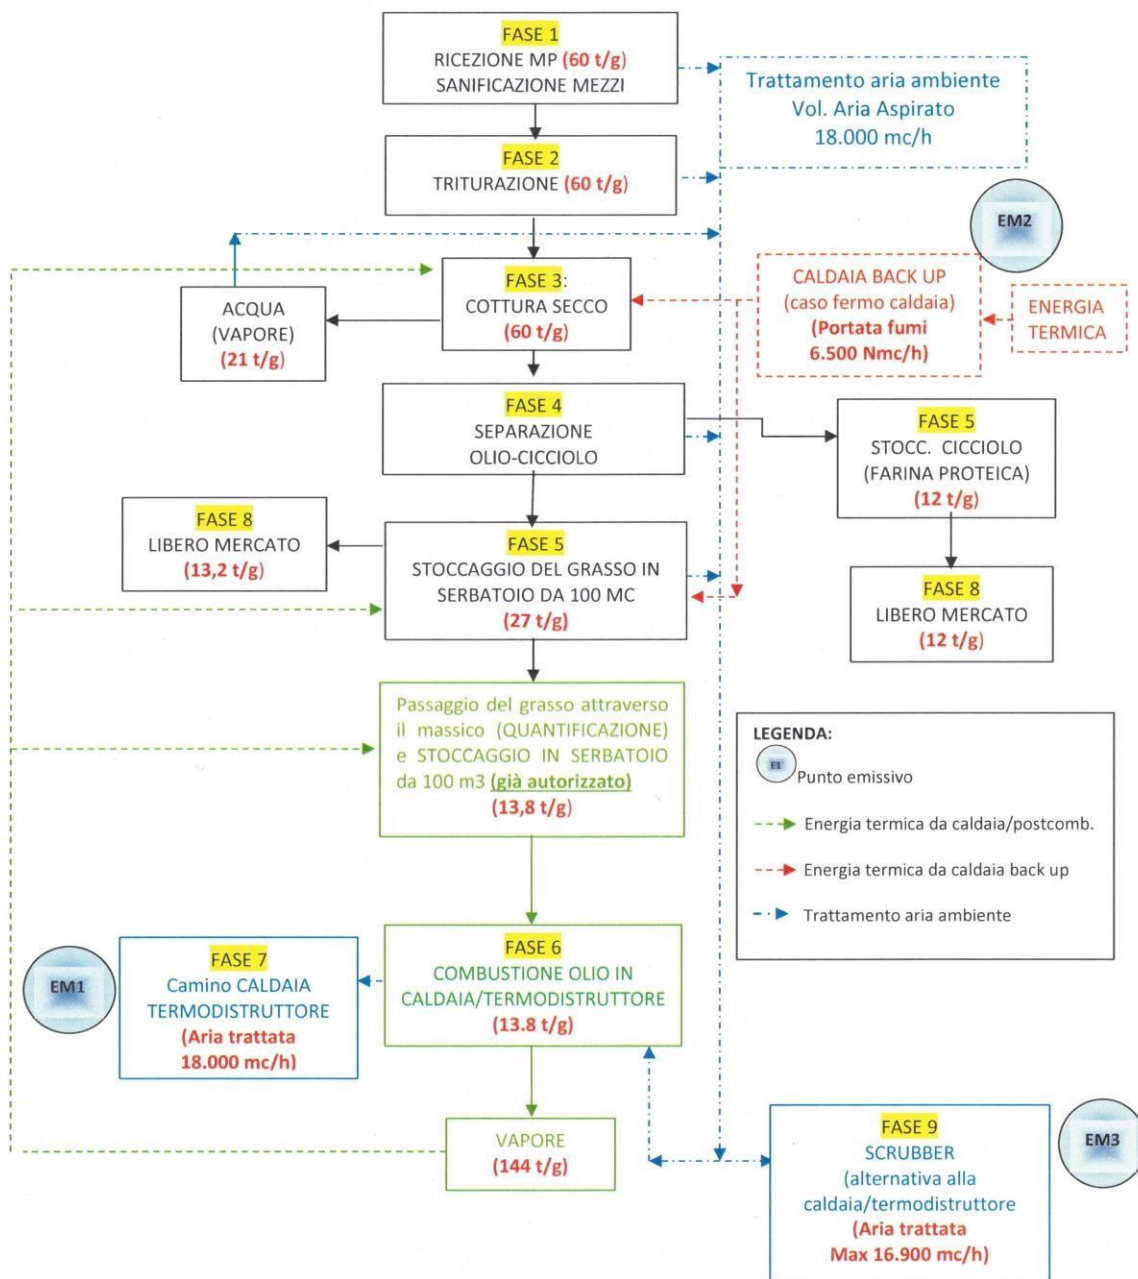 FASE 1
RICEZIONE MP (60 t/g)
SANIFICAZIONE MEZZI
Trattamento aria ambiente
Vol. Aria Aspirato
18.000 mc/h
FASE 2
TRITURAZIONE (60 t/g)
EM2
FASE 3:
COTTURA SECCO
(60 t/g)
ACQUA
(VAPORE)
(21 t/g)
CALDAIA BACK UP
(caso fermo caldaia)
(Portata fumi
6.500 Nmc/h)
ENERGIA
TERMICA
FASE 4
SEPARAZIONE
OLIO-CICCIOLO
FASE 5
STOCC. CICCIOLO
(FARINA PROTEICA)
(12 t/g)
FASE 8
LIBERO MERCATO
(13,2 t/g)
FASE 5
STOCCAGGIO DEL GRASSO IN
SERBATOIO DA 100 MC
(27 t/g)
FASE 8
LIBERO MERCATO
(12 t/g)
Passaggio del grasso attraverso
il massico (QUANTIFICAZIONE)
e STOCCAGGIO IN SERBATOIO
da 100 m3 (già autorizzato)
(13,8 t/g)
LEGENDA:
E1
Punto emissivo
Energia termica da caldaia/postcomb.
Energia termica da caldaia back up
Trattamento aria ambiente
EM1
FASE 7
Camino CALDAIA
TERMODISTRUTTORE
(Aria trattata
18.000 mc/h)
FASE 6
COMBUSTIONE OLIO IN
CALDAIA/TERMODISTRUTTORE
(13.8 t/g)
VAPORE
(144 t/g)
FASE 9
SCRUBBER
(alternativa alla
caldaia/termodistruttore
(Aria trattata
Max 16.900 mc/h)
EM3